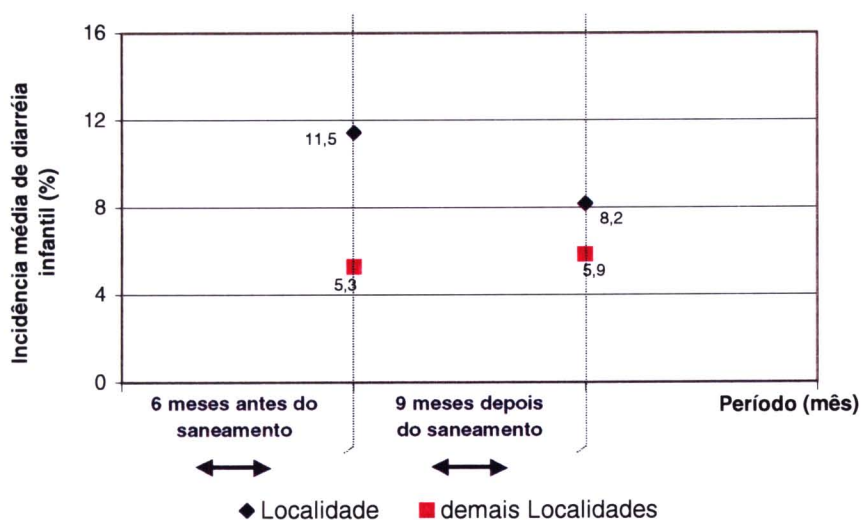 Incidência média de diarréia
infantil (%)
16
12
8
4
0
11,5
5,3
8,2
5,9
6 meses antes do
saneamento
9 meses depois
do saneamento
Período (mês)
Localidade
demais Localidades